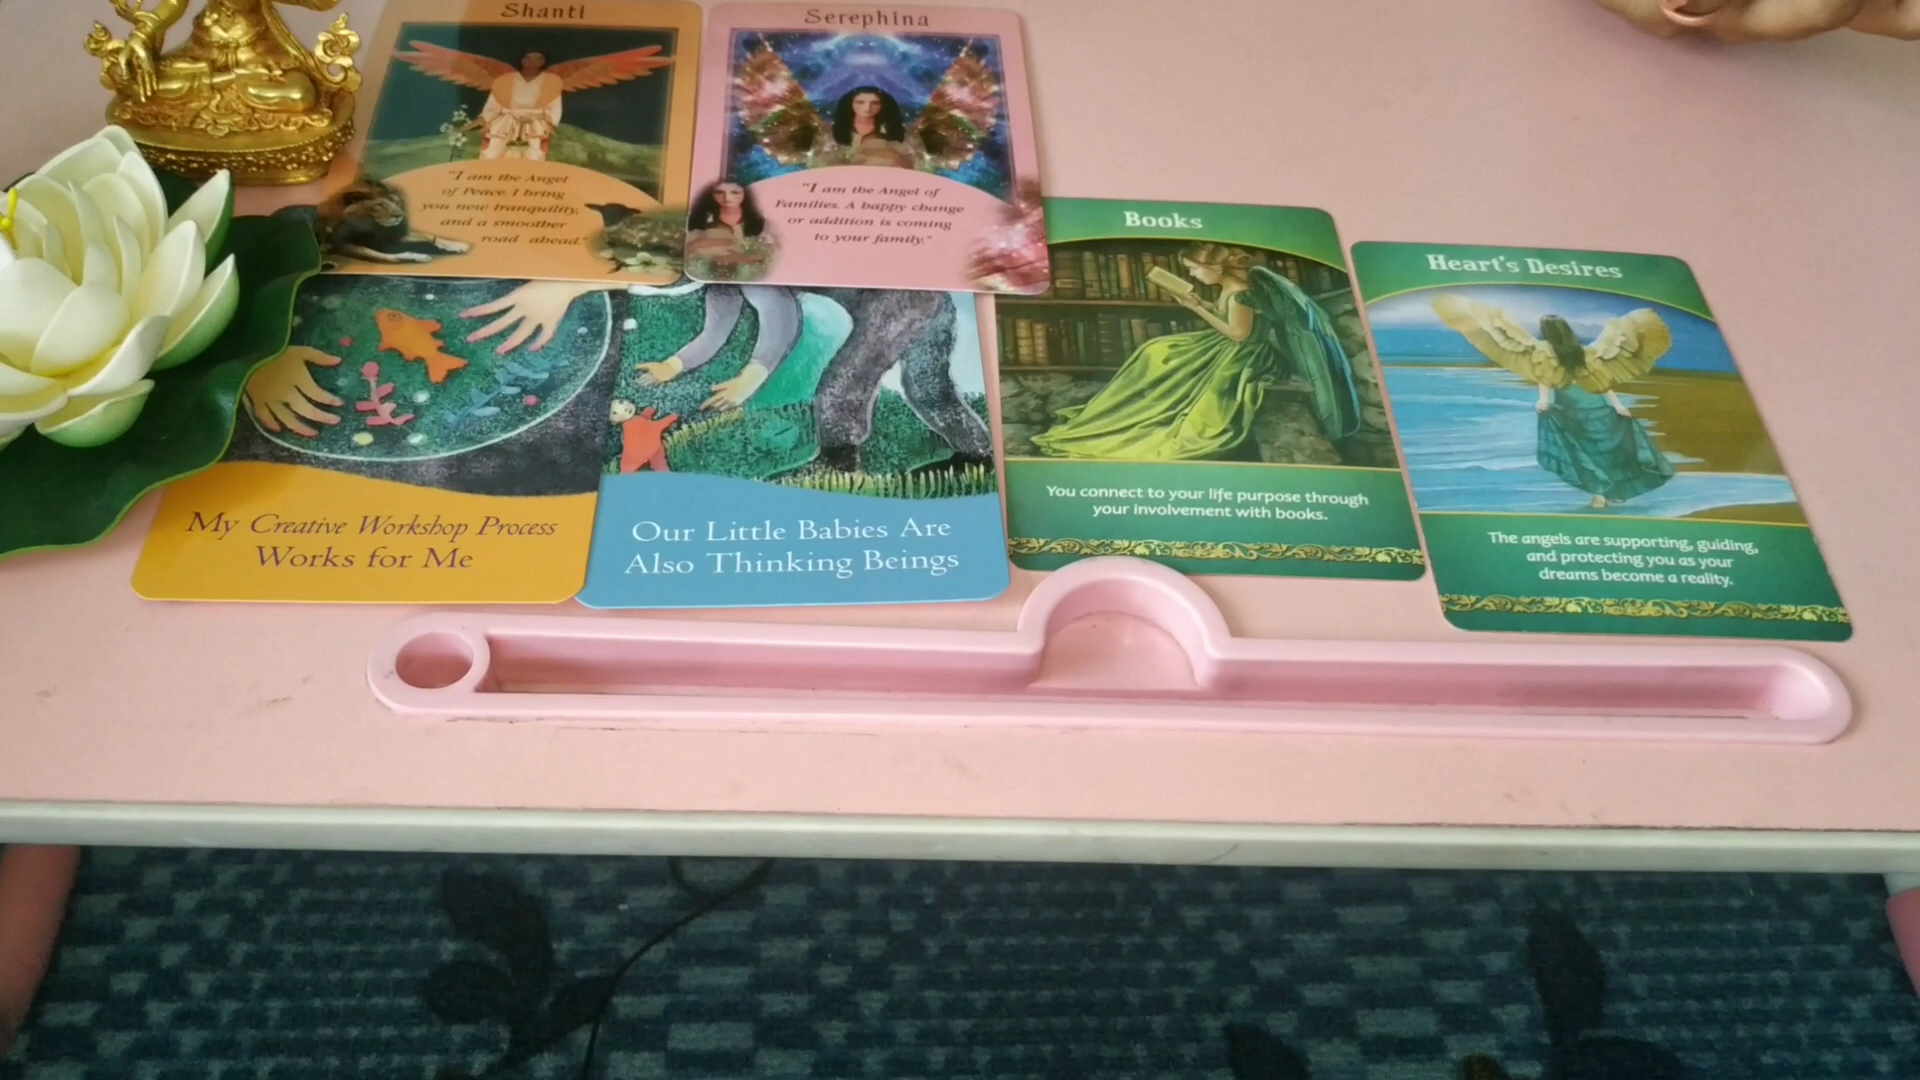 Shanti
"I am the Angel
of Peace. I bring
you new tranquility,
and a smoother
road ahead."
Serephina
"I am the Angel of
Families. A happy change
or addition is coming
to your family."
Books
You connect to your life purpose through
your involvement with books.
Heart's Desires
The angels are supporting, guiding,
and protecting you as your
dreams become a reality.
My Creative Workshop Process
Works for Me
Our Little Babies Are
Also Thinking Beings